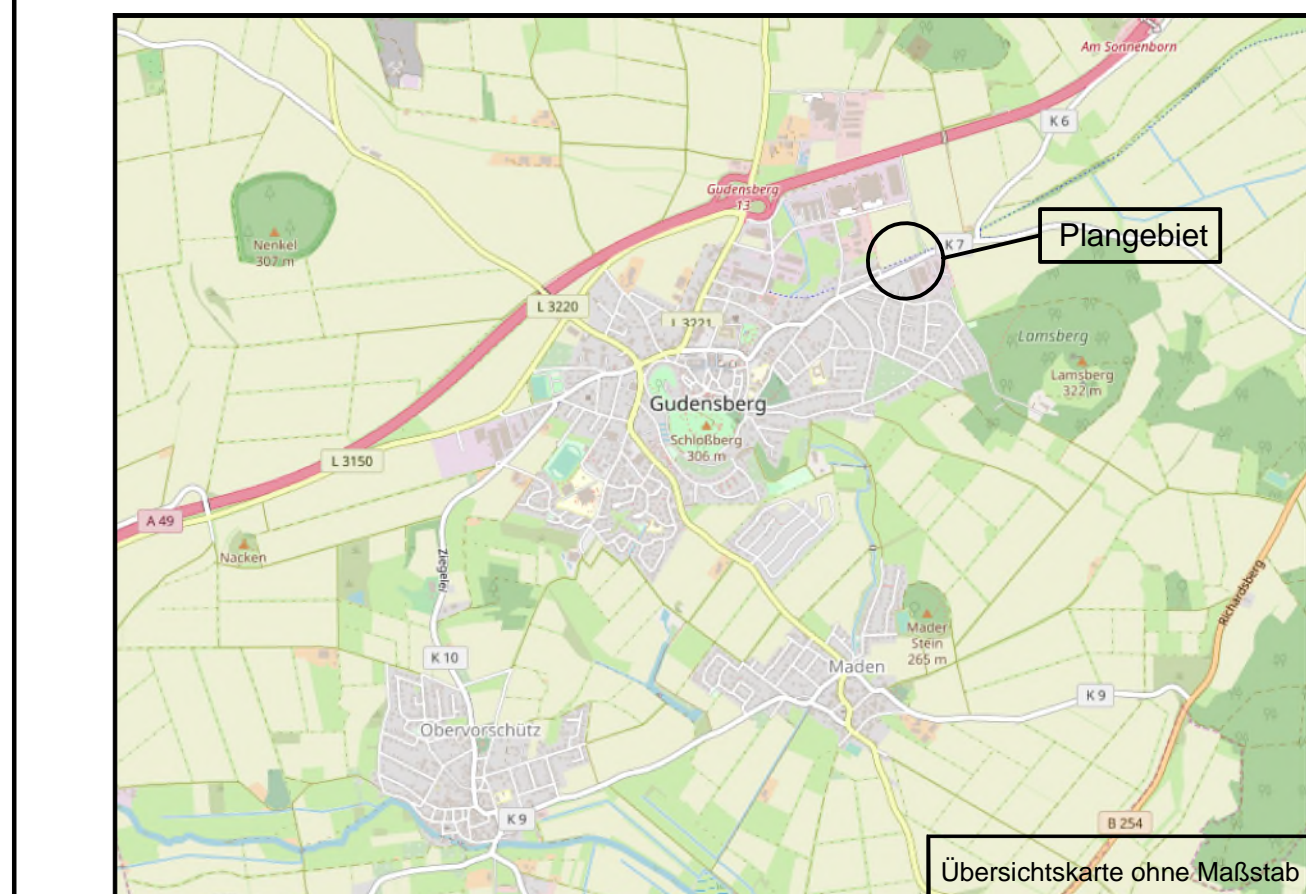 Am Sonnenborn
K 6
Gudensberg
13
Nenkel
307 m
K 7
Plangebiet
L 3220
L 3221
Lamsberg
Lamsberg
322 m
Gudensberg
Schloßberg
306 m
L 3150
A 49
Nacken
Ziegelei
Richardsberg
Mader
Stein
265 m
K 10
Maden
K 9
Obervorschütz
K 9
B 254
Übersichtskarte ohne Maßstab